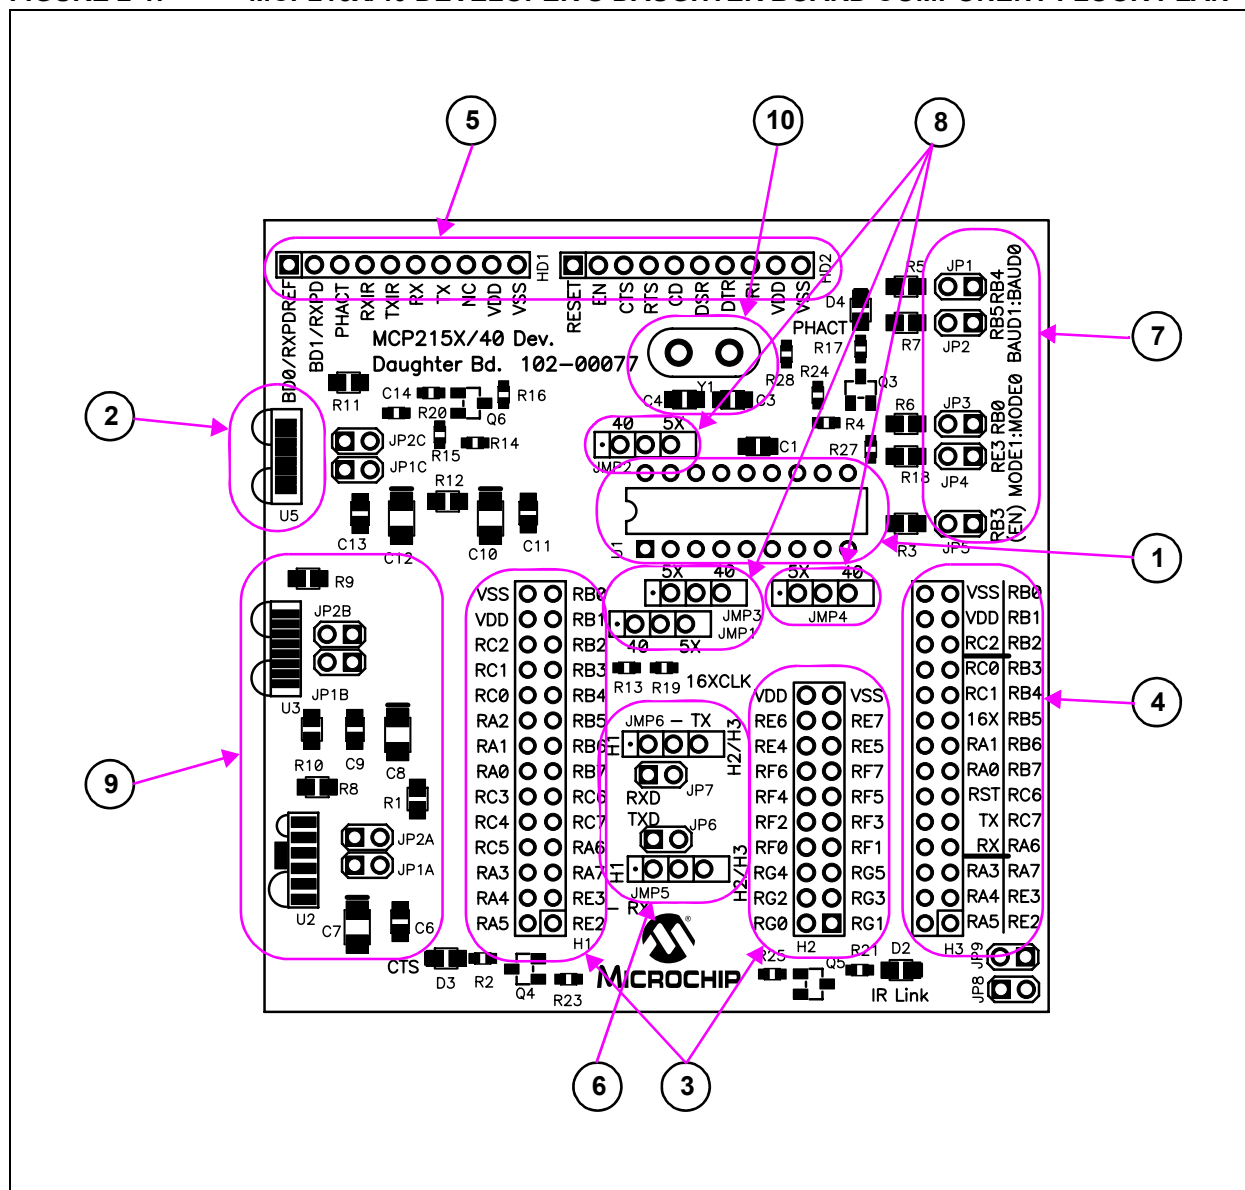 5
10
8
HD1
HD2
BD0/RXPDREF
BD1/RXPD
PHACT
RXIR
TXIR
RX
TX
NC
VDD
VSS
RESET
EN
CTS
RTS
CD
DSR
DTR
RI
VDD
VSS
MCP215X/40 Dev.
Daughter Bd. 102-00077
D4
PHACT
R5
JP1
R7
JP2
RB5RB4
BAUD1:BAUD0
7
R17
R28
R24
Q3
Y1
C4
C3
R11
C14
R20
Q6
R16
R15
R14
2
JP2C
JP1C
U5
40 5X
JMP2
C1
R4
R27
R6
R18
JP3
JP4
RE3 RB0
MODE1:MODE0
R12
C13
C12
C10
C11
U1
R3
JP5
RB3
(EN)
1
R9
JP2B
JP1B
U3
5X 40
JMP3
JMP1
40 5X
5X 40
JMP4
R13 R19 16XCLK
VSS RB0
VDD RB1
RC2 RB2
RC1 RB3
RC0 RB4
RA2 RB5
RA1 RB6
RA0 RB7
RC3 RC6
RC4 RC7
RC5 RA6
RA3 RA7
RA4 RE3
RA5 RE2
H1
JMP6 - TX
H1
H2/H3
JP7
RXD
TXD
JP6
H1
H2/H3
JMP5
- RX
VDD VSS
RE6 RE7
RE4 RE5
RF6 RF7
RF4 RF5
RF2 RF3
RF0 RF1
RG4 RG5
RG2 RG3
RG0 RG1
H2
VSS RB0
VDD RB1
RC2 RB2
RC0 RB3
RC1 RB4
16X RB5
RA1 RB6
RA0 RB7
RST RC6
TX RC7
RX RA6
RA3 RA7
RA4 RE3
RA5 RE2
H3
4
9
R10
C9
C8
R8
R1
JP2A
JP1A
U2
C7
C6
CTS
D3
R2
Q4
R23
MICROCHIP
R25
Q5
R21
D2
IR Link
JP9
JP8
6
3